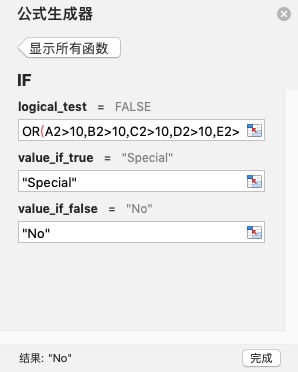 公式生成器
显示所有函数
IF
logical_test = FALSE
OR(A2>10,B2>10,C2>10,D2>10,E2>
value_if_true = "Special"
"Special"
value_if_false = "No"
"No"
结果: "No"
完成